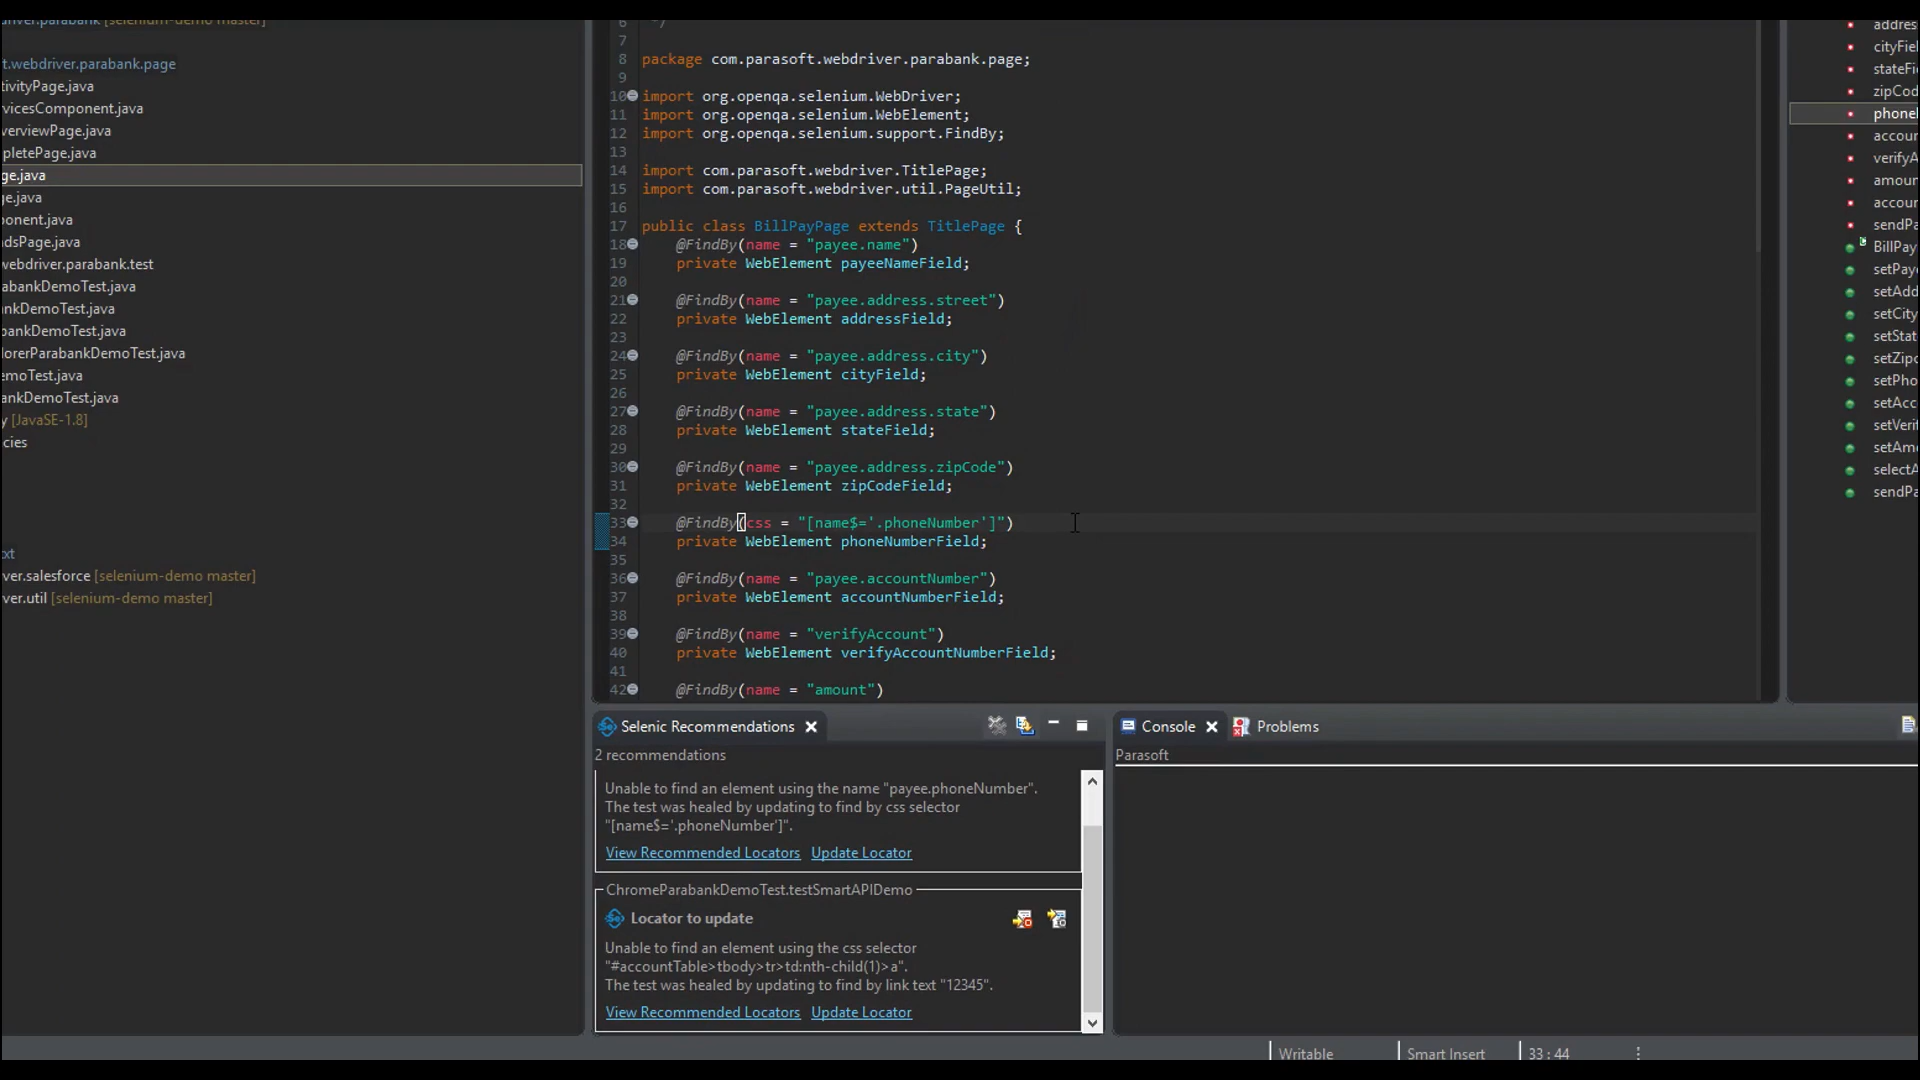 driver.parabank [selenium-demo master]
t.webdriver.parabank.page
tivityPage.java
vicesComponent.java
verviewPage.java
pletePage.java
ge.java
ge.java
onent.java
dsPage.java
webdriver.parabank.test
abankDemoTest.java
ankDemoTest.java
bankDemoTest.java
lorerParabankDemoTest.java
emoTest.java
ankDemoTest.java
y [JavaSE-1.8]
cies
xt
ver.salesforce [selenium-demo master]
ver.util [selenium-demo master]
6 */
7
8 package com.parasoft.webdriver.parabank.page;
9
10 import org.openqa.selenium.WebDriver;
11 import org.openqa.selenium.WebElement;
12 import org.openqa.selenium.support.FindBy;
13
14 import com.parasoft.webdriver.TitlePage;
15 import com.parasoft.webdriver.util.PageUtil;
16
17 public class BillPayPage extends TitlePage {
18 @FindBy(name = "payee.name")
19 private WebElement payeeNameField;
20
21 @FindBy(name = "payee.address.street")
22 private WebElement addressField;
23
24 @FindBy(name = "payee.address.city")
25 private WebElement cityField;
26
27 @FindBy(name = "payee.address.state")
28 private WebElement stateField;
29
30 @FindBy(name = "payee.address.zipCode")
31 private WebElement zipCodeField;
32
33 @FindBy(css = "[name$='.phoneNumber']")
34 private WebElement phoneNumberField;
35
36 @FindBy(name = "payee.accountNumber")
37 private WebElement accountNumberField;
38
39 @FindBy(name = "verifyAccount")
40 private WebElement verifyAccountNumberField;
41
42 @FindBy(name = "amount")
addres
cityFiel
stateFi
zipCod
phone
accour
verifyA
amour
accour
sendPa
BillPay
setPay
setAdd
setCity
setStat
setZip
setPho
setAcc
setVeri
setAmo
selectA
sendPa
Selenic Recommendations
2 recommendations
Unable to find an element using the name "payee.phoneNumber".
The test was healed by updating to find by css selector
"[name$='.phoneNumber']".
View Recommended Locators Update Locator
ChromeParabankDemoTest.testSmartAPIDemo
Locator to update
Unable to find an element using the css selector
"#accountTable>tbody>tr>td:nth-child(1)>a".
The test was healed by updating to find by link text "12345".
View Recommended Locators Update Locator
Console Problems
Parasoft
Writable Smart Insert 33 : 44